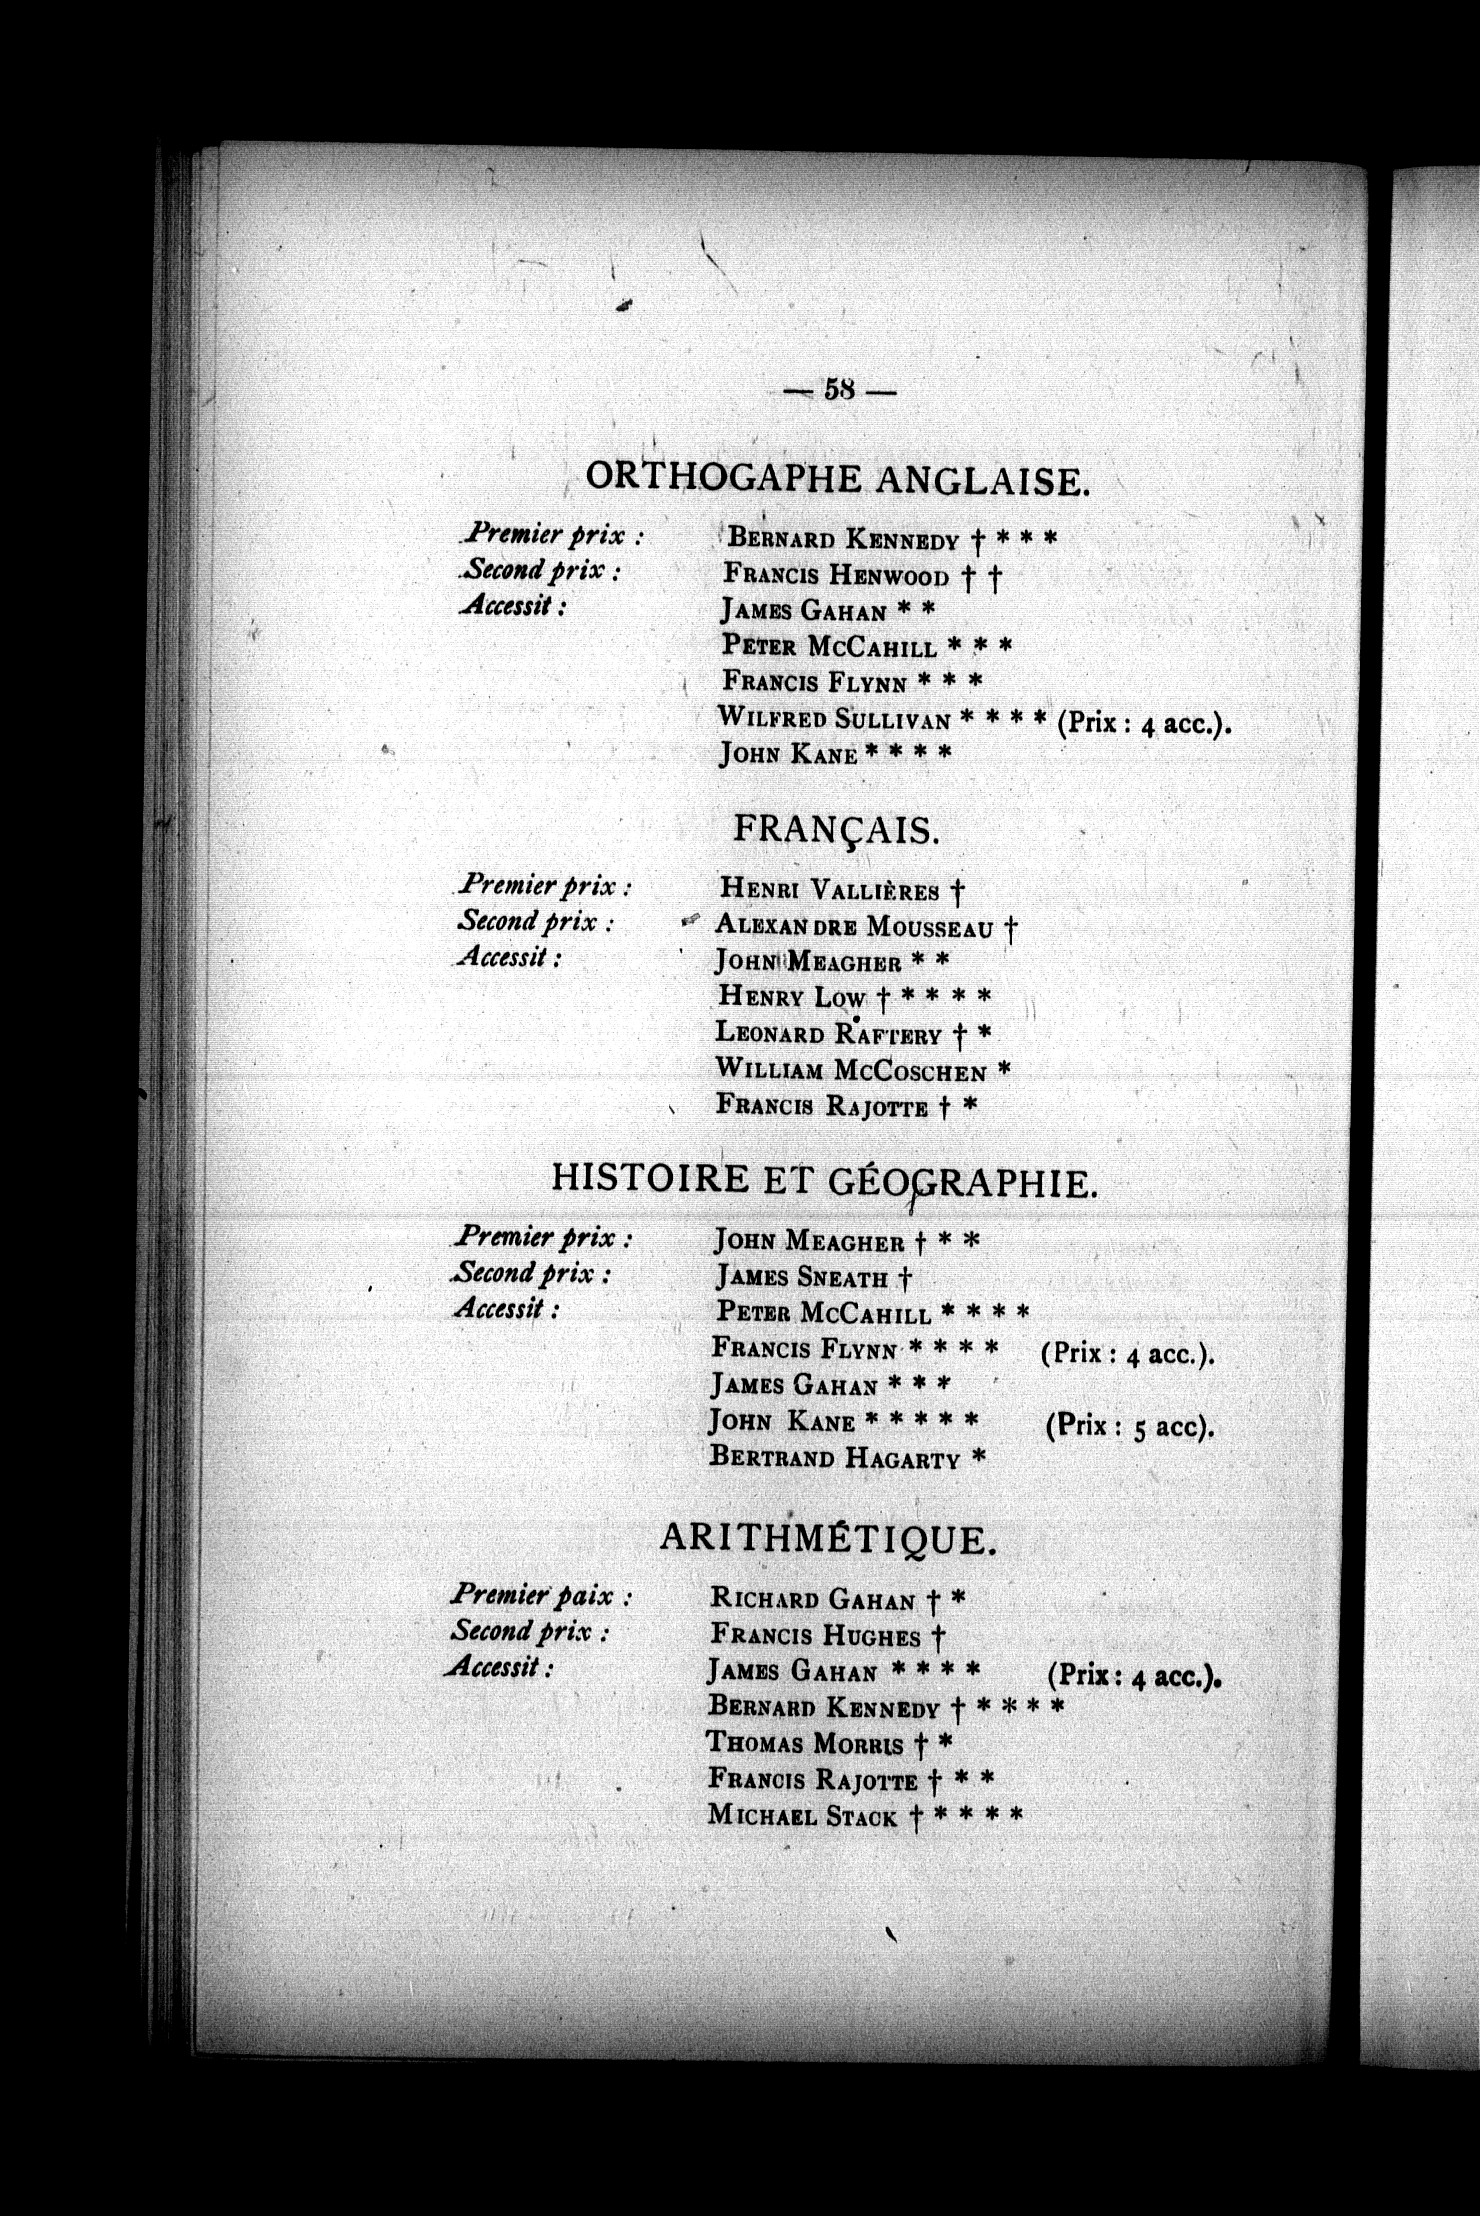 — 58 —
ORTHOGAPHE ANGLAISE.
Premier prix : BERNARD KENNEDY † * * *
Second prix : FRANCIS HENWOOD † †
Accessit : JAMES GAHAN * *
PETER MCCAHILL * * *
FRANCIS FLYNN * * *
WILFRED SULLIVAN * * * * (Prix : 4 acc.).
JOHN KANE * * * *
FRANÇAIS.
Premier prix : HENRI VALLIÈRES †
Second prix : ALEXANDRE MOUSSEAU †
Accessit : JOHN MEAGHER * *
HENRY LOW † * * * *
LEONARD RAFTERY † *
WILLIAM MCCOSCHEN *
FRANCIS RAJOTTE † *
HISTOIRE ET GÉOGRAPHIE.
Premier prix : JOHN MEAGHER † * *
Second prix : JAMES SNEATH †
Accessit : PETER MCCAHILL * * * *
FRANCIS FLYNN * * * * (Prix : 4 acc.).
JAMES GAHAN * * *
JOHN KANE * * * * * (Prix : 5 acc).
BERTRAND HAGARTY *
ARITHMÉTIQUE.
Premier paix : RICHARD GAHAN † *
Second prix : FRANCIS HUGHES †
Accessit : JAMES GAHAN * * * * (Prix : 4 acc.).
BERNARD KENNEDY † * * * *
THOMAS MORRIS † *
FRANCIS RAJOTTE † * *
MICHAEL STACK † * * * *